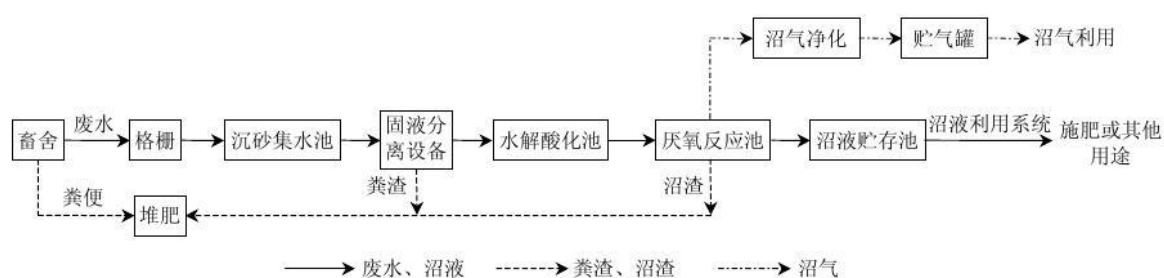 沼气净化
贮气罐
沼气利用
畜舍
废水
格栅
沉砂集水池
固液分
离设备
水解酸化池
厌氧反应池
沼液贮存池
沼液利用系统
施肥或其他
用途
粪便
堆肥
粪渣
沼渣
废水、沼液
粪渣、沼渣
沼气